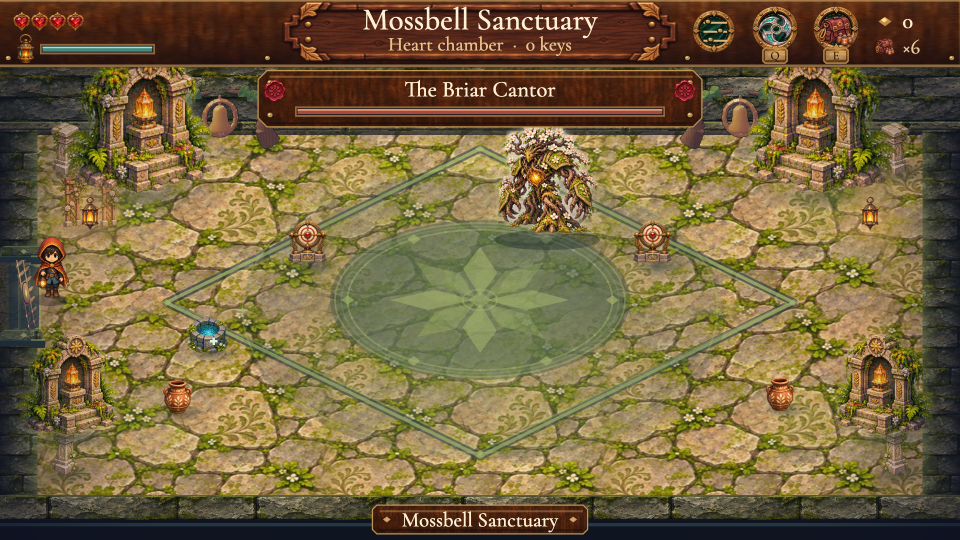 Mossbell Sanctuary
Heart chamber · 0 keys
Q
E
0
×6
The Briar Cantor
Mossbell Sanctuary